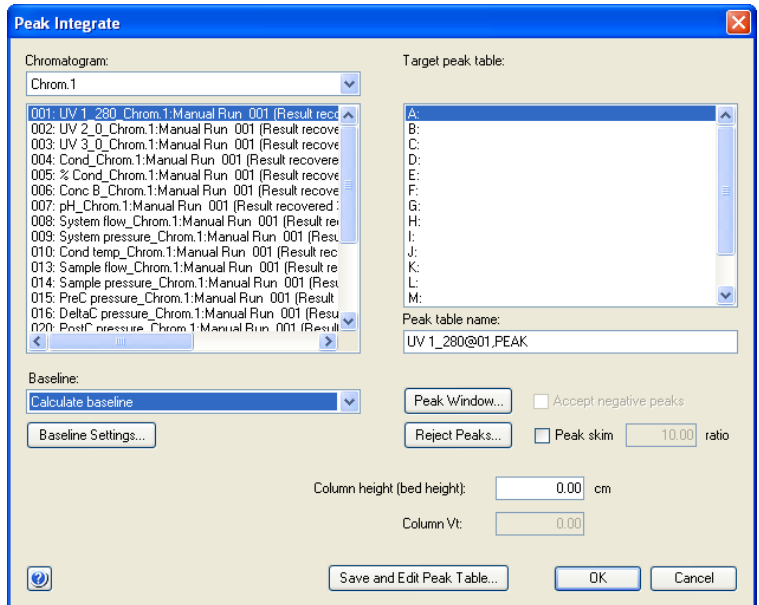 Peak Integrate
Chromatogram:
Chrom.1
001: UV 1_280_Chrom.1:Manual Run 001 (Result reco
002: UV 2_0_Chrom.1:Manual Run 001 (Result recove
003: UV 3_0_Chrom.1:Manual Run 001 (Result recove
004: Cond_Chrom.1:Manual Run 001 (Result recovere
005: % Cond_Chrom.1:Manual Run 001 (Result recove
006: Conc B_Chrom.1:Manual Run 001 (Result recove
007: pH_Chrom.1:Manual Run 001 (Result recovered
008: System flow_Chrom.1:Manual Run 001 (Result re
009: System pressure_Chrom.1:Manual Run 001 (Resu
010: Cond temp_Chrom.1:Manual Run 001 (Result rec
013: Sample flow_Chrom.1:Manual Run 001 (Result re
014: Sample pressure_Chrom.1:Manual Run 001 (Resu
015: PreC pressure_Chrom.1:Manual Run 001 (Result
016: DeltaC pressure_Chrom.1:Manual Run 001 (Resu
020: PostC pressure_Chrom.1:Manual Run 001 (Result
Target peak table:
A:
B:
C:
D:
E:
F:
G:
H:
I:
J:
K:
L:
M:
Peak table name:
UV 1_280@01,PEAK
Baseline:
Calculate baseline
Baseline Settings...
Peak Window...
Accept negative peaks
Reject Peaks...
Peak skim 10.00 ratio
Column height (bed height): 0.00 cm
Column Vt: 0.00
Save and Edit Peak Table...
OK
Cancel